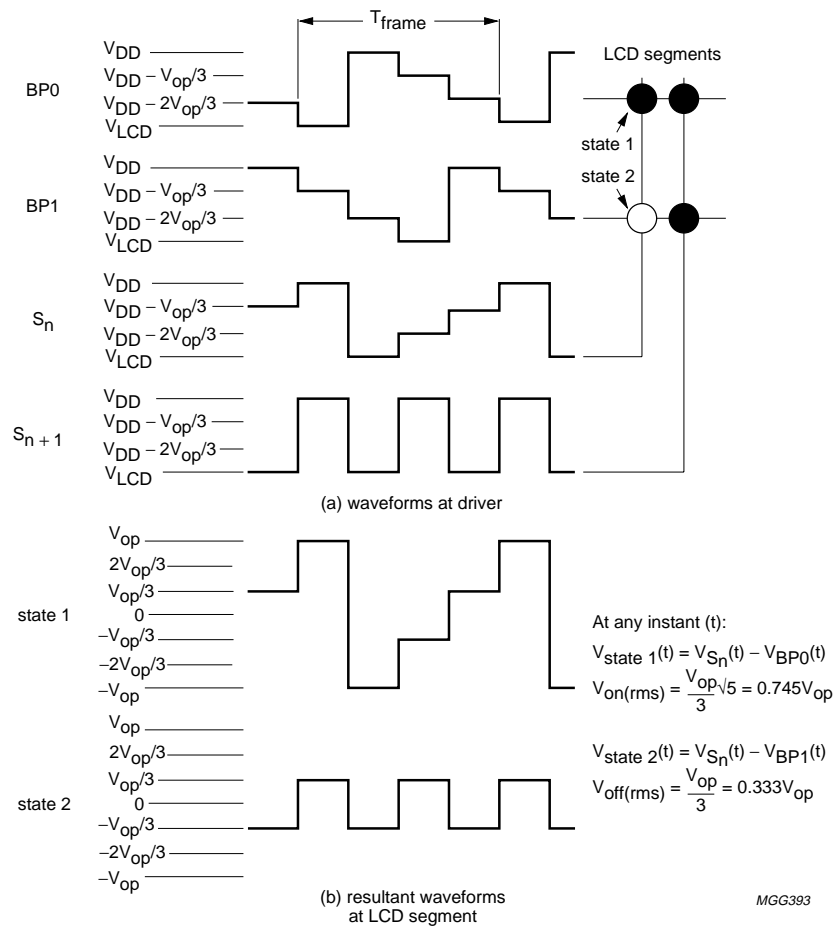 T_frame
BP0
V_DD
V_DD − V_op/3
V_DD − 2V_op/3
V_LCD
LCD segments
state 1
state 2
BP1
V_DD
V_DD − V_op/3
V_DD − 2V_op/3
V_LCD
S_n
V_DD
V_DD − V_op/3
V_DD − 2V_op/3
V_LCD
S_n + 1
V_DD
V_DD − V_op/3
V_DD − 2V_op/3
V_LCD
(a) waveforms at driver
state 1
V_op
2V_op/3
V_op/3
0
−V_op/3
−2V_op/3
−V_op
At any instant (t):
V_state 1(t) = V_Sn(t) − V_BP0(t)
V_on(rms) = V_op/3 √5 = 0.745V_op
state 2
V_op
2V_op/3
V_op/3
0
−V_op/3
−2V_op/3
−V_op
V_state 2(t) = V_Sn(t) − V_BP1(t)
V_off(rms) = V_op/3 = 0.333V_op
(b) resultant waveforms
at LCD segment
MGG393